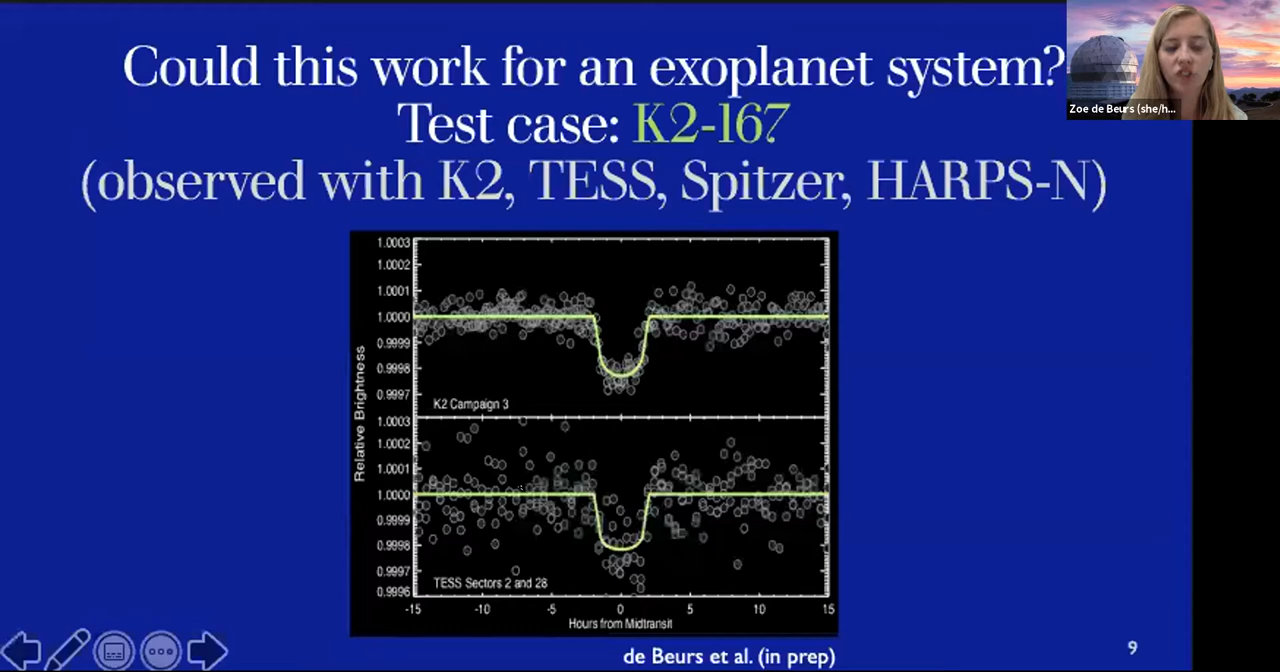 Could this work for an exoplanet system?
Test case: K2-167
(observed with K2, TESS, Spitzer, HARPS-N)
Zoe de Beurs (she/h...
Relative Brightness
1.0003
1.0002
1.0001
1.0000
0.9999
0.9998
0.9997
K2 Campaign 3
1.0003
1.0002
1.0001
1.0000
0.9999
0.9998
0.9997
0.9996
TESS Sectors 2 and 28
-15 -10 -5 0 5 10 15
Hours from Midtransit
de Beurs et al. (in prep)
9